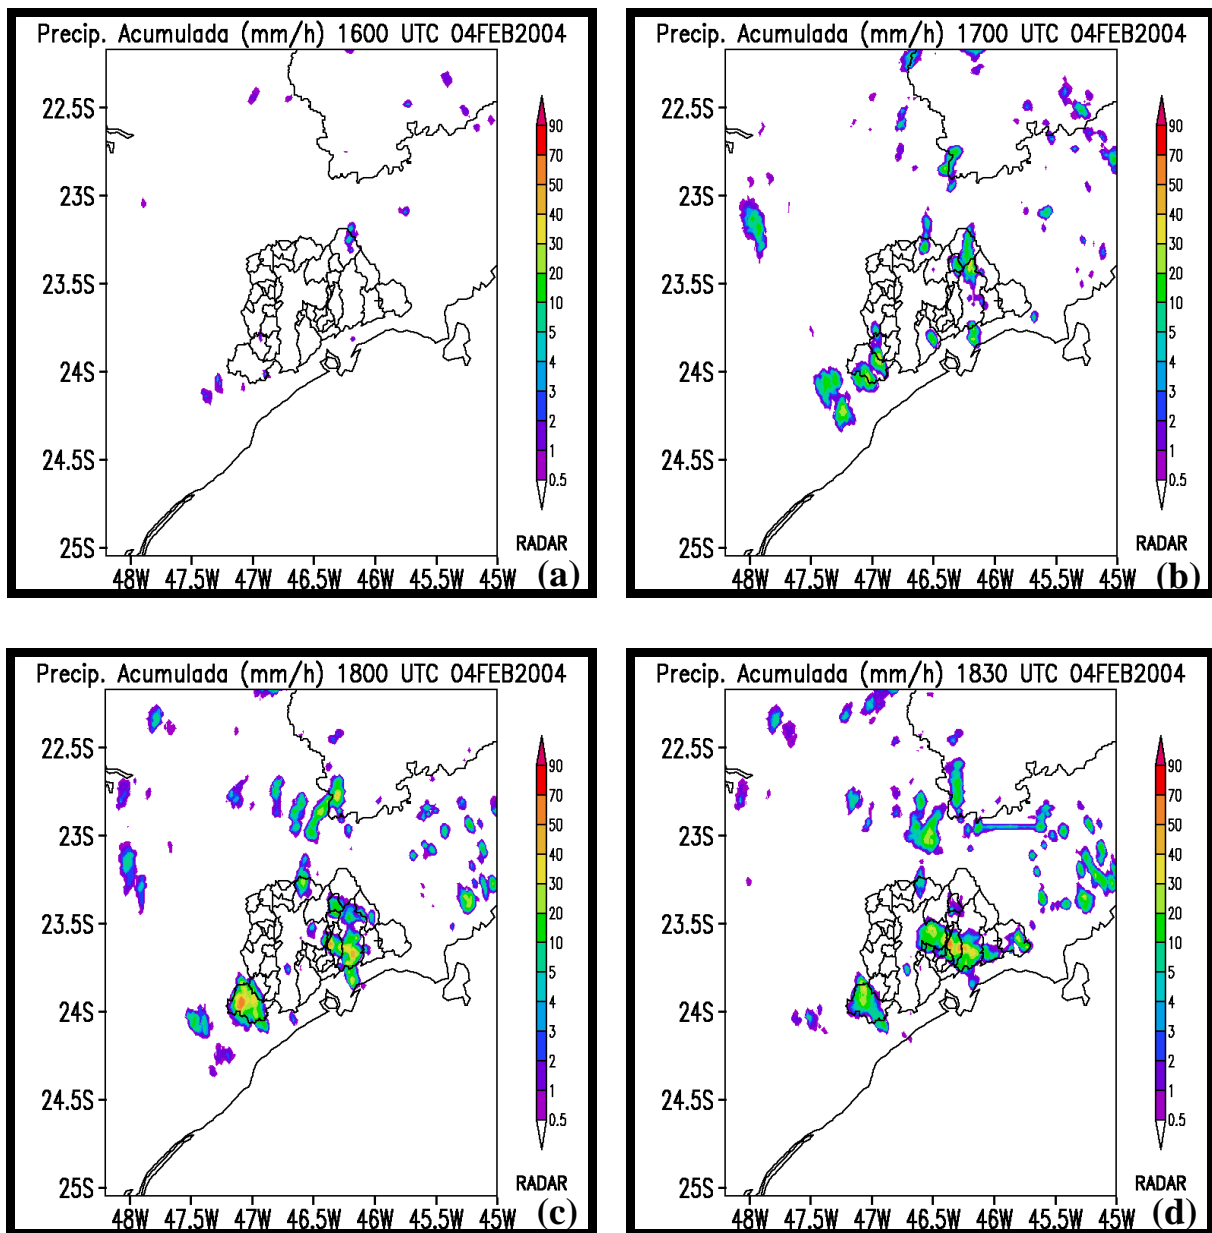 Precip. Acumulada (mm/h) 1600 UTC 04FEB2004
22.5S
23S
23.5S
24S
24.5S
25S
48W 47.5W 47W 46.5W 46W 45.5W 45W
90
70
50
40
30
20
10
5
4
3
2
1
0.5
RADAR
(a)
Precip. Acumulada (mm/h) 1700 UTC 04FEB2004
22.5S
23S
23.5S
24S
24.5S
25S
48W 47.5W 47W 46.5W 46W 45.5W 45W
90
70
50
40
30
20
10
5
4
3
2
1
0.5
RADAR
(b)
Precip. Acumulada (mm/h) 1800 UTC 04FEB2004
22.5S
23S
23.5S
24S
24.5S
25S
48W 47.5W 47W 46.5W 46W 45.5W 45W
90
70
50
40
30
20
10
5
4
3
2
1
0.5
RADAR
(c)
Precip. Acumulada (mm/h) 1830 UTC 04FEB2004
22.5S
23S
23.5S
24S
24.5S
25S
48W 47.5W 47W 46.5W 46W 45.5W 45W
90
70
50
40
30
20
10
5
4
3
2
1
0.5
RADAR
(d)